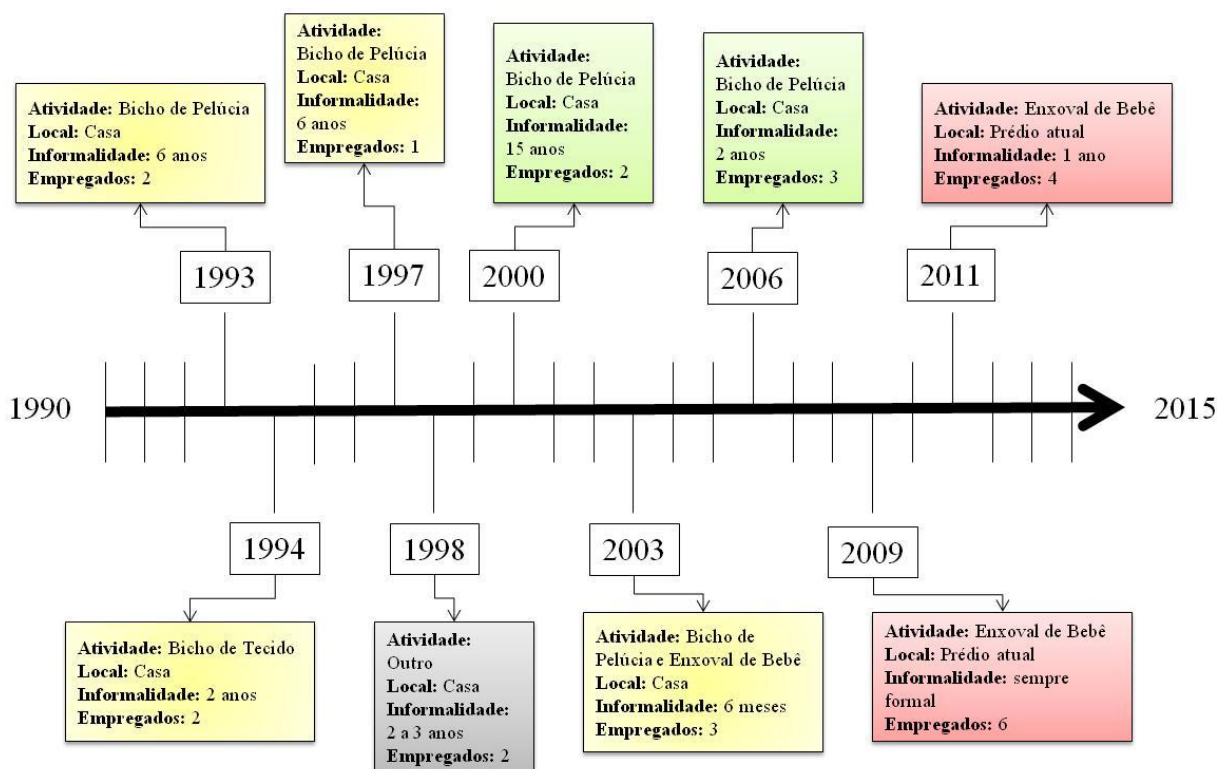 Atividade: Bicho de Pelúcia
Local: Casa
Informalidade: 6 anos
Empregados: 2
Atividade:
Bicho de Pelúcia
Local: Casa
Informalidade:
6 anos
Empregados: 1
Atividade:
Bicho de Pelúcia
Local: Casa
Informalidade:
15 anos
Empregados: 2
Atividade:
Bicho de Pelúcia
Local: Casa
Informalidade:
2 anos
Empregados: 3
Atividade: Enxoval de Bebê
Local: Prédio atual
Informalidade: 1 ano
Empregados: 4
1993
1997
2000
2006
2011
1990
2015
1994
1998
2003
2009
Atividade: Bicho de Tecido
Local: Casa
Informalidade: 2 anos
Empregados: 2
Atividade:
Outro
Local: Casa
Informalidade:
2 a 3 anos
Empregados: 2
Atividade: Bicho de
Pelúcia e Enxoval de Bebê
Local: Casa
Informalidade: 6 meses
Empregados: 3
Atividade: Enxoval de Bebê
Local: Prédio atual
Informalidade: sempre
formal
Empregados: 6